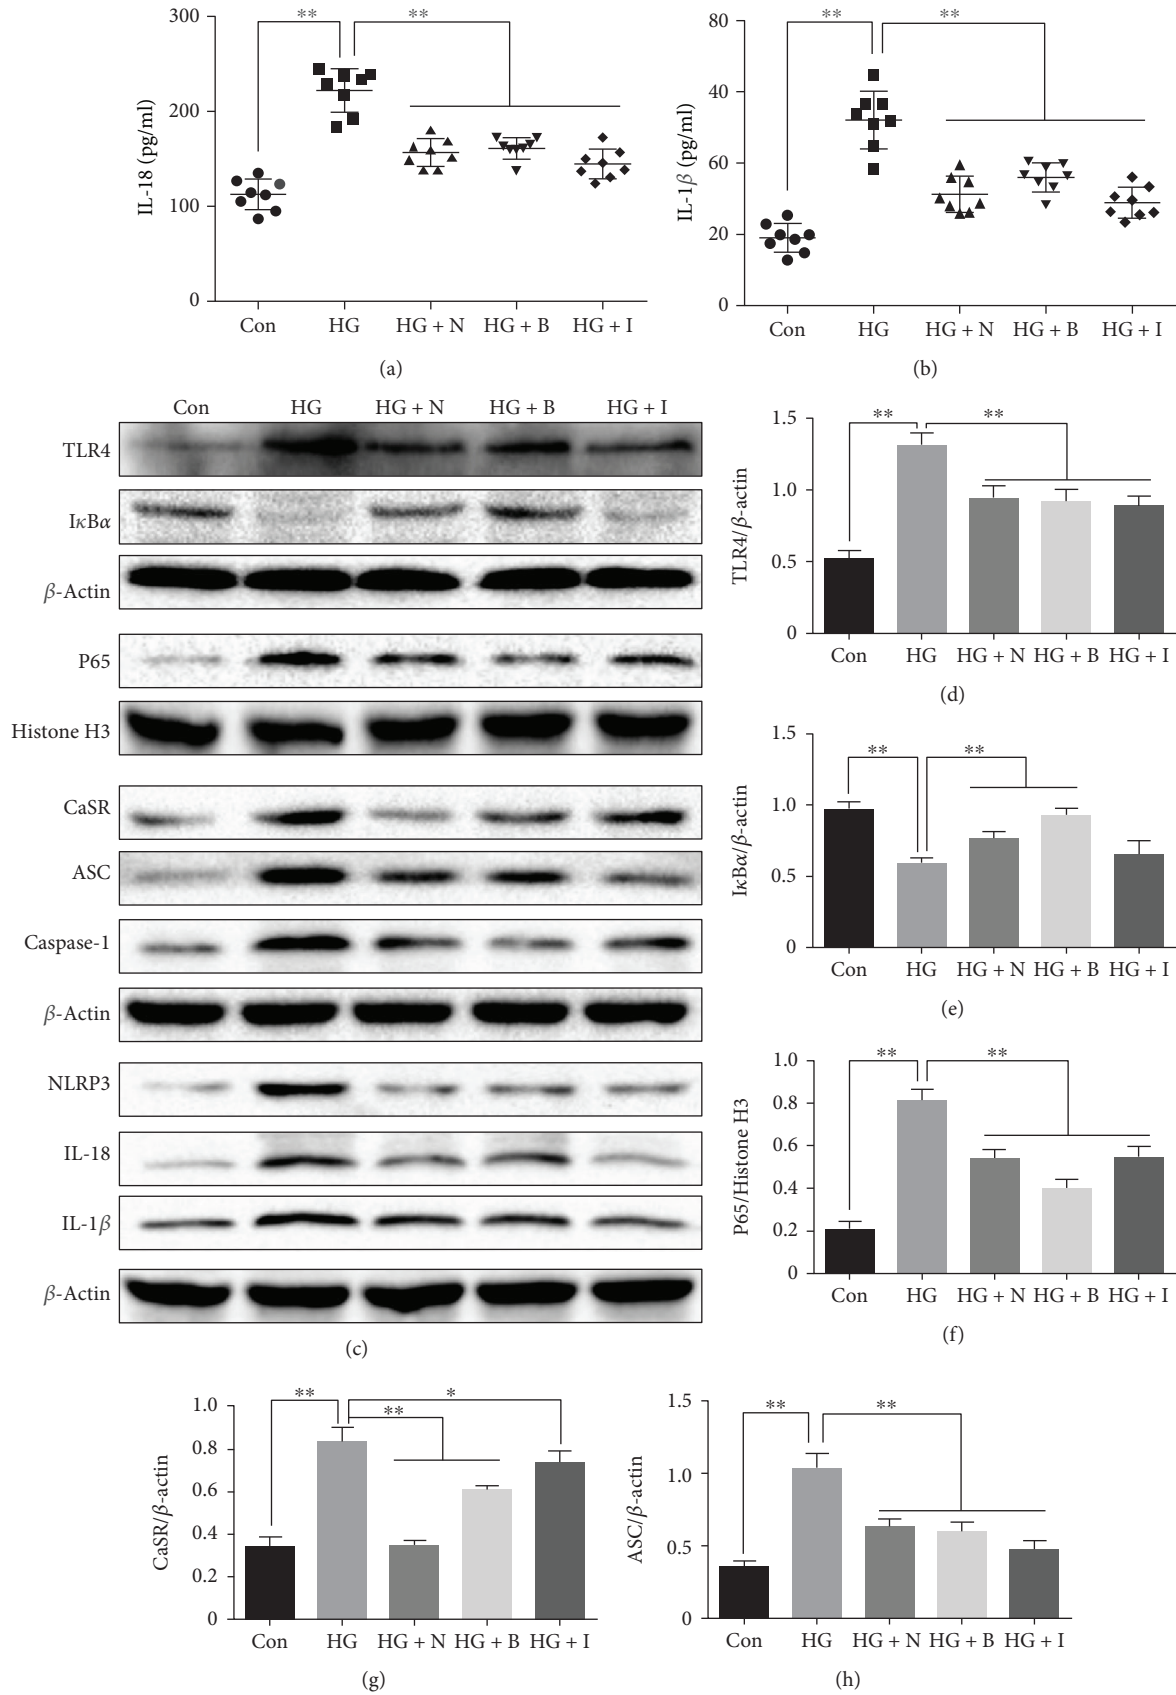 300
200
100
0
IL-18 (pg/ml)
**
**
Con
HG
HG + N
HG + B
HG + I
(a)
80
40
60
20
0
IL-1β (pg/ml)
**
**
Con
HG
HG + N
HG + B
HG + I
(b)
Con
HG
HG + N
HG + B
HG + I
TLR4
IκBα
β-Actin
P65
Histone H3
CaSR
ASC
Caspase-1
β-Actin
NLRP3
IL-18
IL-1β
β-Actin
(c)
1.5
1.0
0.5
0
TLR4/β-actin
**
**
Con
HG
HG + N
HG + B
HG + I
(d)
1.5
1.0
0.5
0
IκBα/β-actin
**
**
Con
HG
HG + N
HG + B
HG + I
(e)
1.0
0.8
0.6
0.4
0.2
0
P65/Histone H3
**
**
Con
HG
HG + N
HG + B
HG + I
(f)
1.0
0.8
0.6
0.4
0.2
0
CaSR/β-actin
**
**
*
Con
HG
HG + N
HG + B
HG + I
(g)
1.5
1.0
0.5
0
ASC/β-actin
**
**
Con
HG
HG + N
HG + B
HG + I
(h)